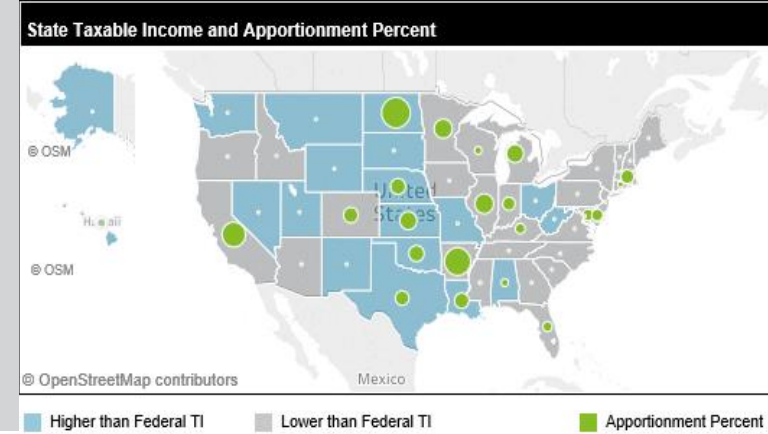 State Taxable Income and Apportionment Percent
© OSM
United
States
© OSM
© OpenStreetMap contributors
Mexico
Higher than Federal TI
Lower than Federal TI
Apportionment Percent